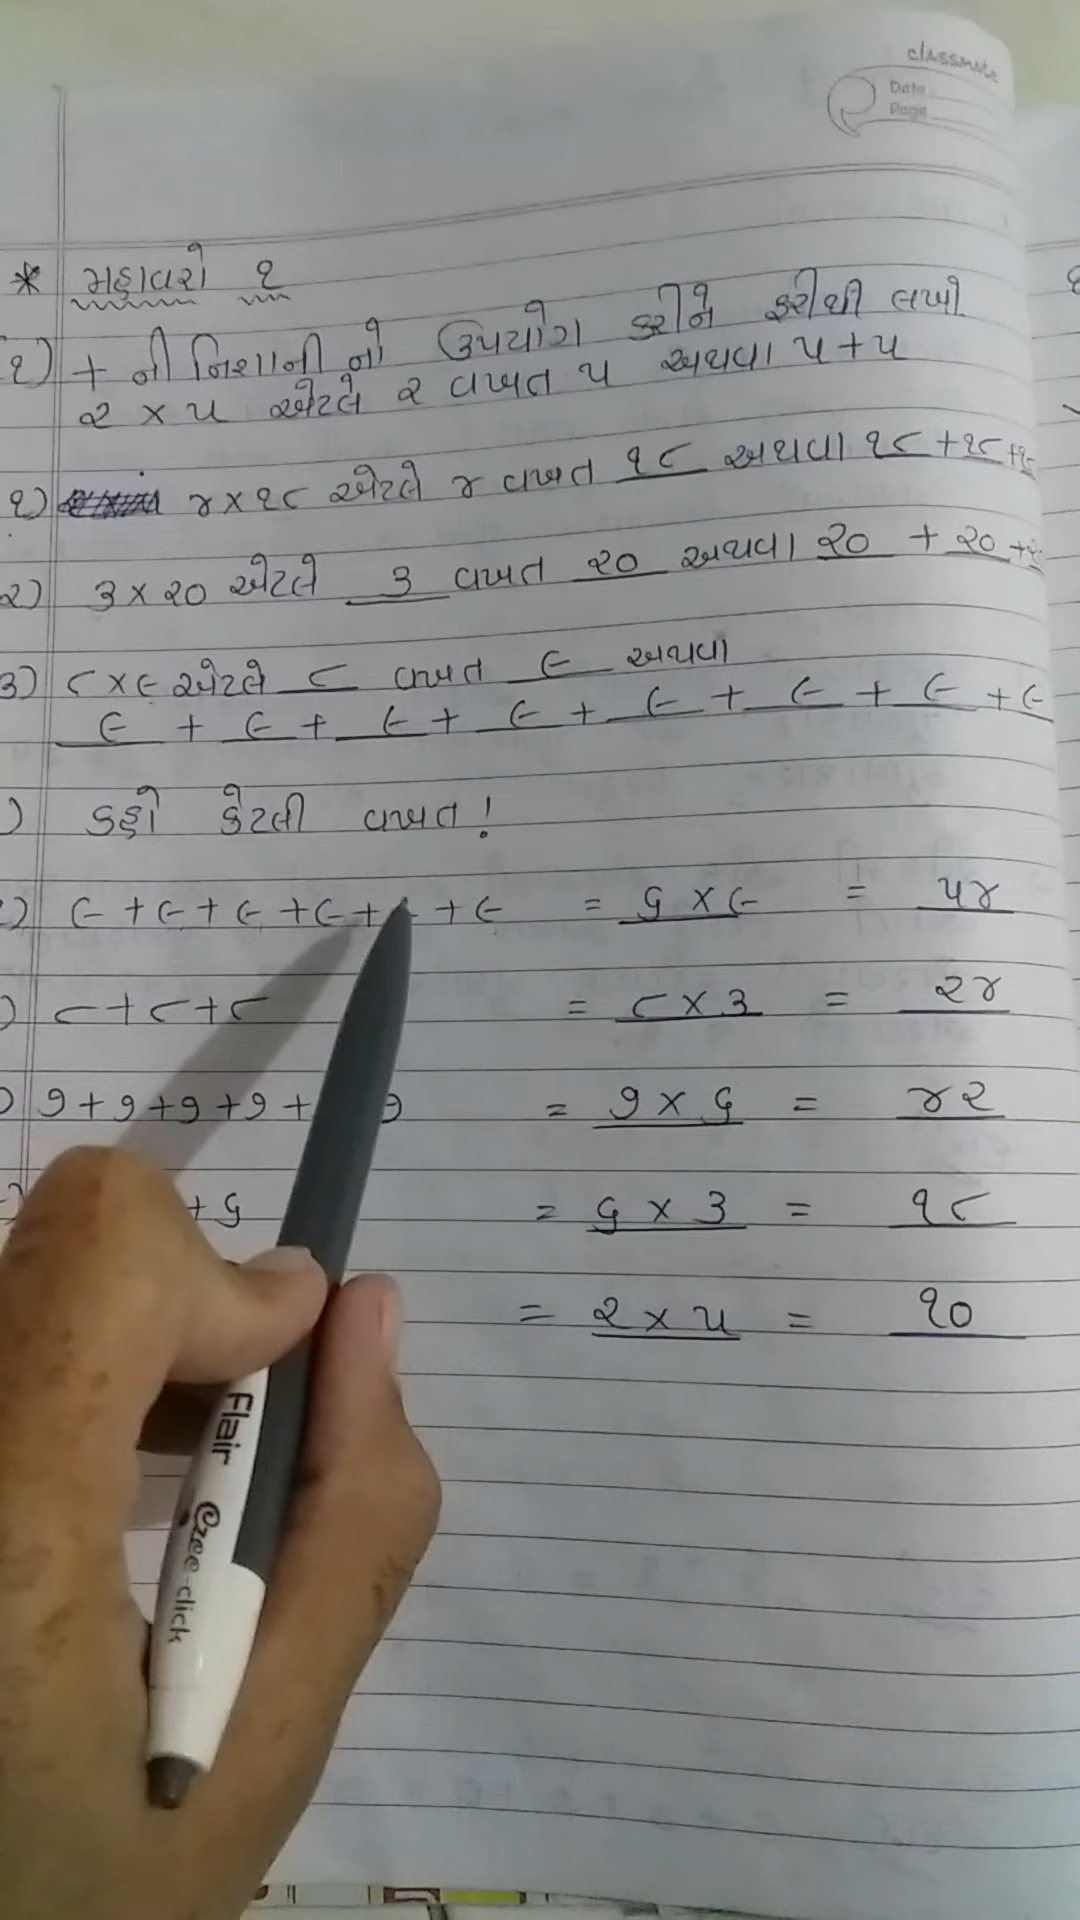 classmate
Date
Page
* મહાવરો ૧
૧) + ની નિશાની નો ઉપયોગ કરીને ફરીથી લખો
૨ × ૫ એટલે ૨ વખત ૫ અથવા ૫ + ૫
૧) ૪ × ૧૮ એટલે ૪ વખત ૧૮ અથવા ૧૮ + ૧૮ + ૧૮
૨) ૩ × ૨૦ એટલે ૩ વખત ૨૦ અથવા ૨૦ + ૨૦ +
૩) ૮ × ૯ એટલે ૮ વખત ૯ અથવા
૯ + ૯ + ૯ + ૯ + ૯ + ૯ + ૯ + ૯
) કહો કેટલી વખત!
) ૯ + ૯ + ૯ + ૯ + + ૯ = ૬ × ૯ = ૫૪
) ૮ + ૮ + ૮ = ૮ × ૩ = ૨૪
) ૭ + ૭ + ૭ + ૭ + ૭ = ૭ × ૬ = ૪૨
+ ૬ = ૬ × ૩ = ૧૮
= ૨ × ૫ = ૧૦
Flair
Ezee-click